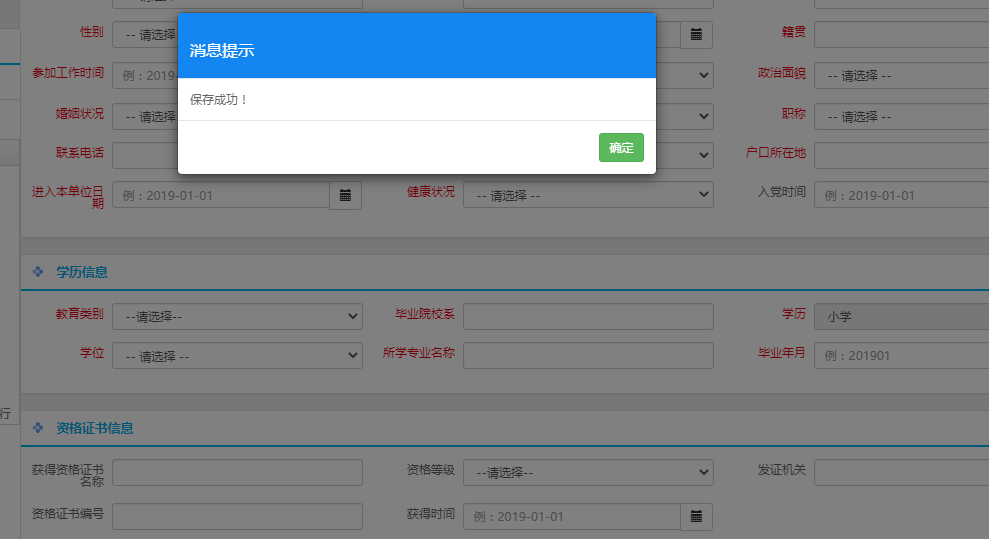 性别
-- 请选择
籍贯
消息提示
参加工作时间
例：2019-
政治面貌
-- 请选择 --
保存成功！
婚姻状况
-- 请选择
职称
-- 请选择 --
确定
联系电话
户口所在地
进入本单位日
期
例：2019-01-01
健康状况
-- 请选择 --
入党时间
例：2019-01-01
学历信息
教育类别
--请选择--
毕业院校系
学历
小学
学位
-- 请选择 --
所学专业名称
毕业年月
例：201901
行
资格证书信息
获得资格证书
名称
资格等级
--请选择--
发证机关
资格证书编号
获得时间
例：2019-01-01